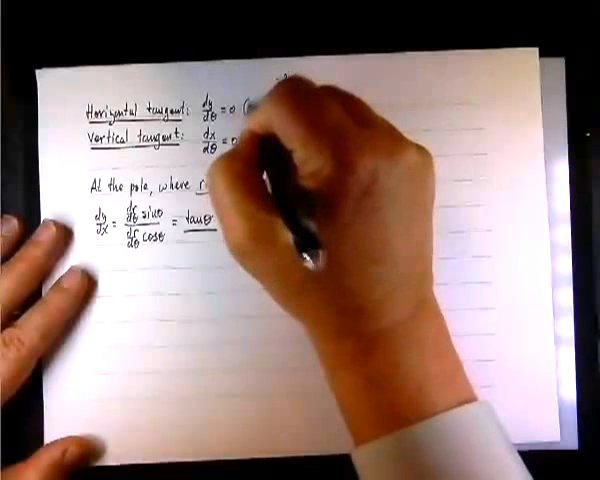 Horizontal tangent: dy/dθ = 0 (
Vertical tangent: dx/dθ = 0
At the pole, where r
dy/dx = dr/dθ sinθ / dr/dθ cosθ = tanθ